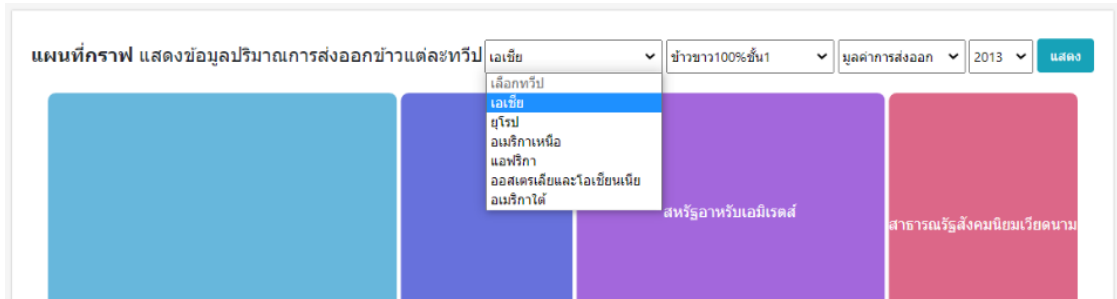 แผนที่กราฟ แสดงข้อมูลปริมาณการส่งออกข้าวแต่ละทวีป เอเชีย ข้าวขาว100%ชั้น1 มูลค่าการส่งออก 2013 แสดง
เลือกทวีป
เอเชีย
ยุโรป
อเมริกาเหนือ
แอฟริกา
ออสเตรเลียและโอเชียนเนีย
อเมริกาใต้
สหรัฐอาหรับเอมิเรตส์
สาธารณรัฐสังคมนิยมเวียดนาม